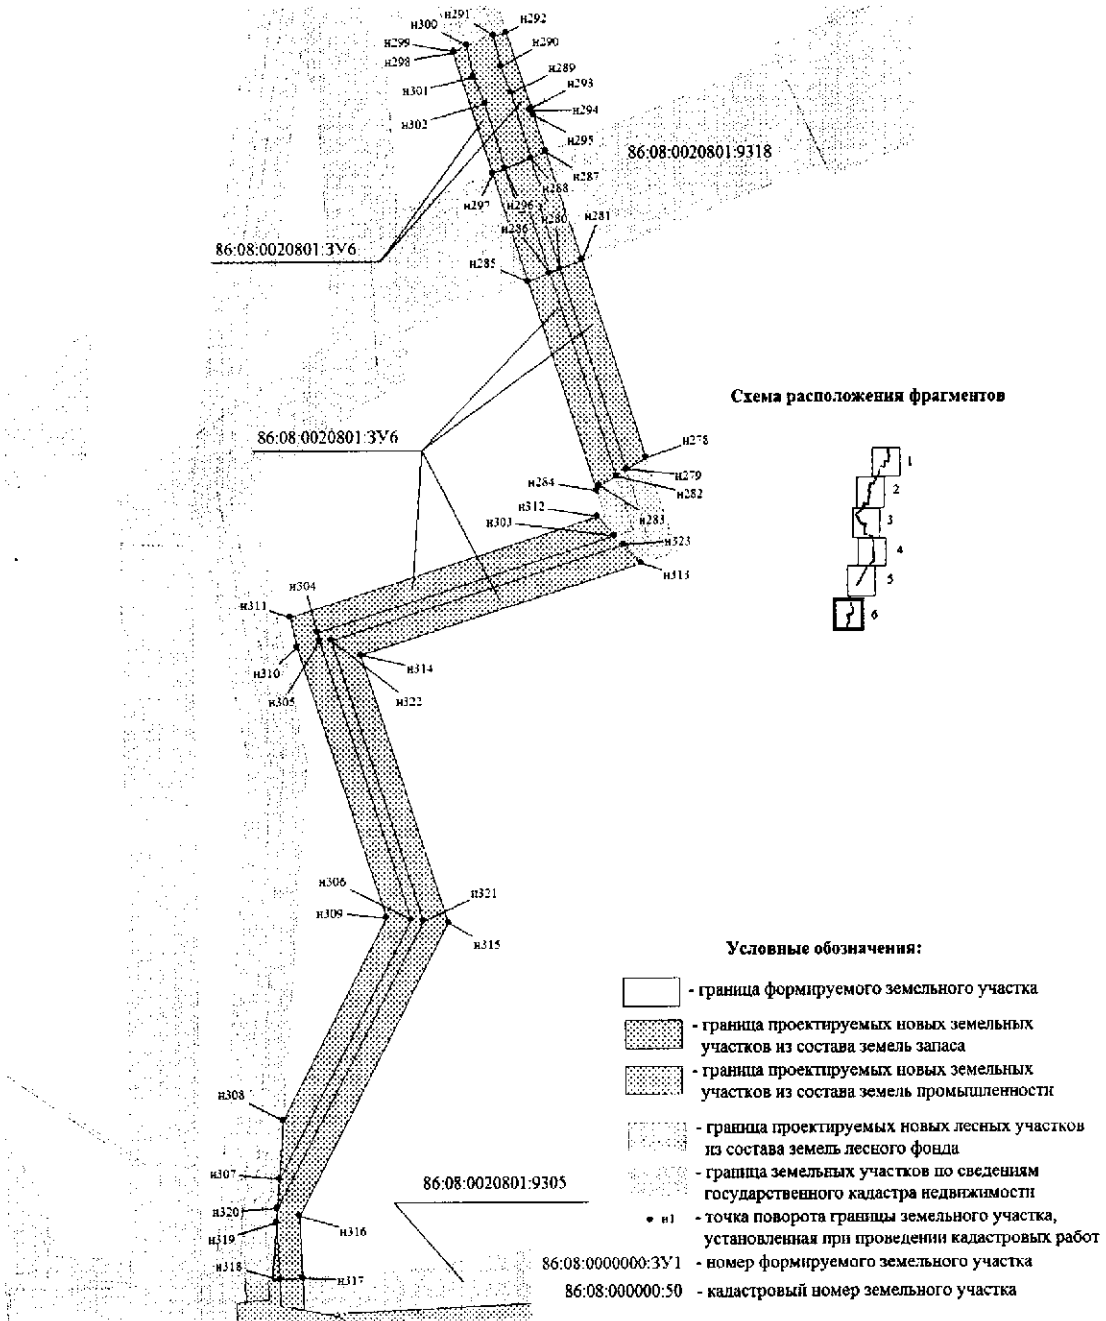 н291
н292
н300
н299
н298
н290
н301
н289
н302
н293
н294
н295
86:08:0020801:9318
н287
н288
н297
н296
н280
н281
н286
86:08:0020801:ЗУ6
н285
Схема расположения фрагментов
86:08:0020801:ЗУ6
н278
1
н279
н284
н282
2
н312
н283
3
н303
н323
4
н313
5
н304
н311
6
н310
н314
н305
н322
н306
н321
н309
н315
Условные обозначения:
- граница формируемого земельного участка
- граница проектируемых новых земельных
участков из состава земель запаса
- граница проектируемых новых земельных
участков из состава земель промышленности
н308
- граница проектируемых новых лесных участков
из состава земель лесного фонда
н307
86:08:0020801:9305
- граница земельных участков по сведениям
государственного кадастра недвижимости
н320
н319
н316
н1 - точка поворота границы земельного участка,
установленная при проведении кадастровых работ
н318
н317
86:08:0000000:ЗУ1 - номер формируемого земельного участка
86:08:000000:50 - кадастровый номер земельного участка